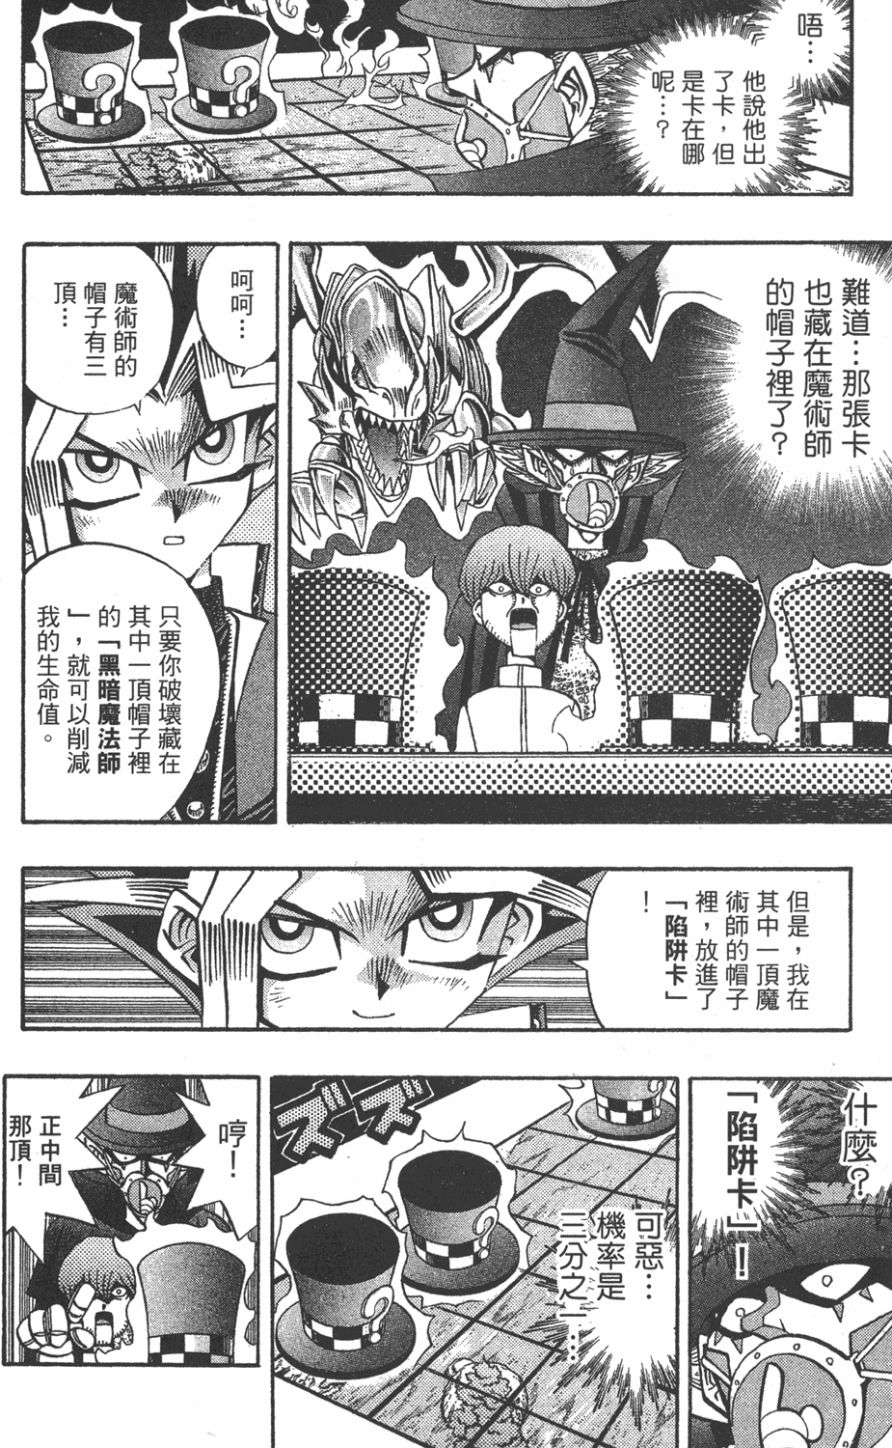 唔…
他說他出
了卡，但
是卡在哪
呢…？
難道…那張卡
也藏在魔術師
的帽子裡了？
呵呵…
魔術師的
帽子有三
頂…
只要你破壞藏在
其中一頂帽子裡
的「黑暗魔法師
」，就可以削減
我的生命值。
但是，我在
其中一頂魔
術師的帽子
裡，放進了
「陷阱卡」
！
什麼？
「陷阱卡」！
可惡…
機率是
三分之一…
ズズズ
哼！
正中間
那頂！